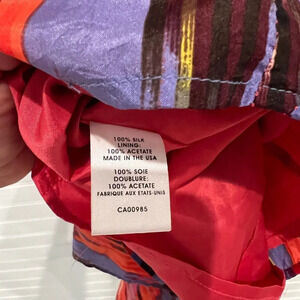 100% SILK
LINING:
100% ACETATE
MADE IN THE USA
100% SOIE
DOUBLURE:
100% ACETATE
FABRIQUE AUX ETATS-UNIS
CA00985